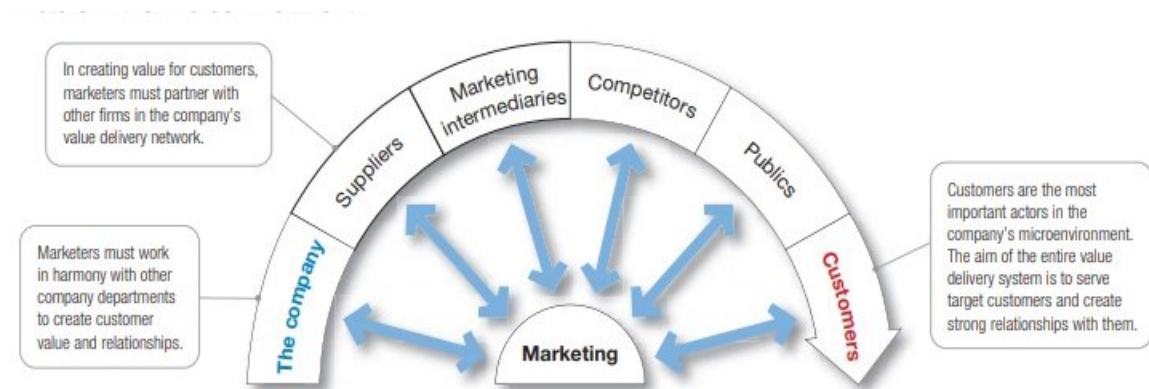 In creating value for customers,
marketers must partner with
other firms in the company's
value delivery network.
Marketers must work
in harmony with other
company departments
to create customer
value and relationships.
The company
Suppliers
Marketing
intermediaries
Competitors
Publics
Customers
Marketing
Customers are the most
important actors in the
company's microenvironment.
The aim of the entire value
delivery system is to serve
target customers and create
strong relationships with them.